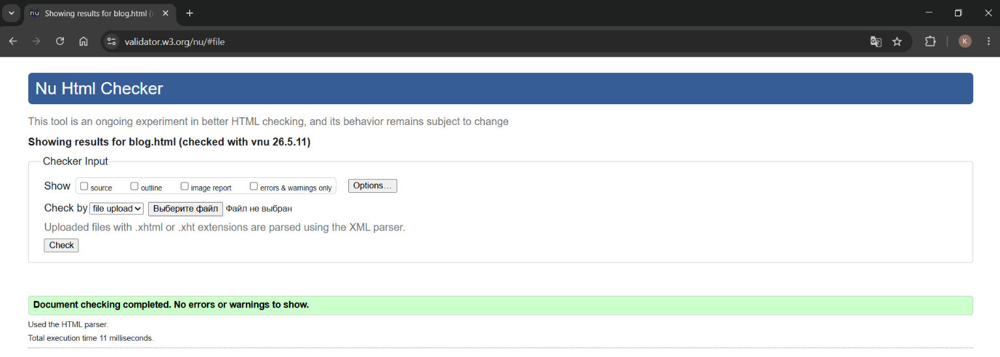 nu Showing results for blog.html (
validator.w3.org/nu/#file
K
Nu Html Checker
This tool is an ongoing experiment in better HTML checking, and its behavior remains subject to change
Showing results for blog.html (checked with vnu 26.5.11)
Checker Input
Show source outline image report errors & warnings only Options...
Check by file upload Выберите файл Файл не выбран
Uploaded files with .xhtml or .xht extensions are parsed using the XML parser.
Check
Document checking completed. No errors or warnings to show.
Used the HTML parser.
Total execution time 11 milliseconds.